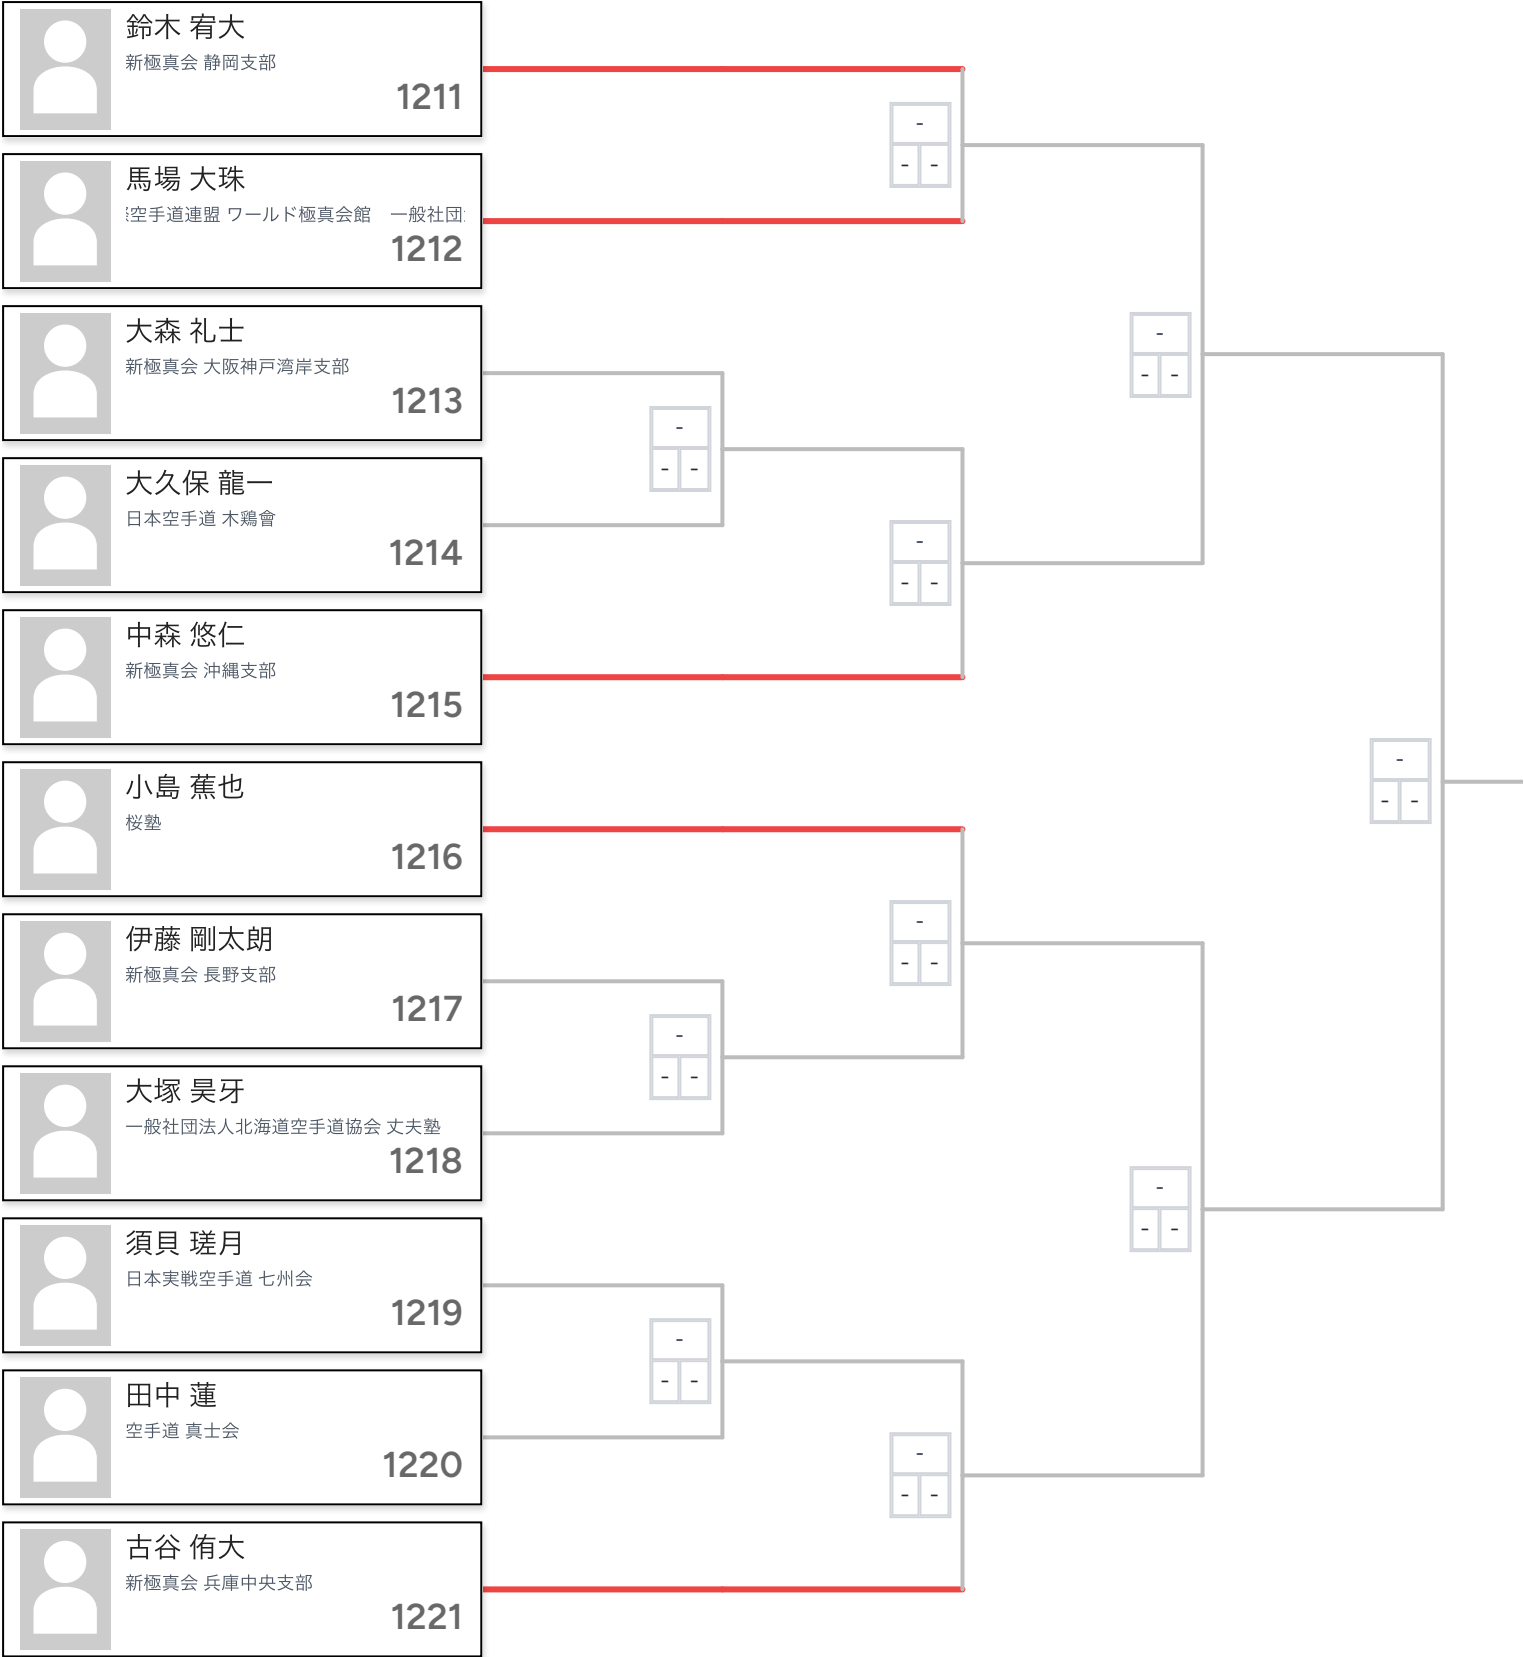 鈴木 宥大
新極真会 静岡支部
1211
馬場 大珠
空手道連盟 ワールド極真会館　一般社団
1212
大森 礼士
新極真会 大阪神戸湾岸支部
1213
大久保 龍一
日本空手道 木鶏會
1214
中森 悠仁
新極真会 沖縄支部
1215
小島 蕉也
桜塾
1216
伊藤 剛太朗
新極真会 長野支部
1217
大塚 昊牙
一般社団法人北海道空手道協会 丈夫塾
1218
須貝 瑳月
日本実戦空手道 七州会
1219
田中 蓮
空手道 真士会
1220
古谷 侑大
新極真会 兵庫中央支部
1221
-
- -
-
- -
-
- -
-
- -
-
- -
-
- -
-
- -
-
- -
-
- -
-
- -